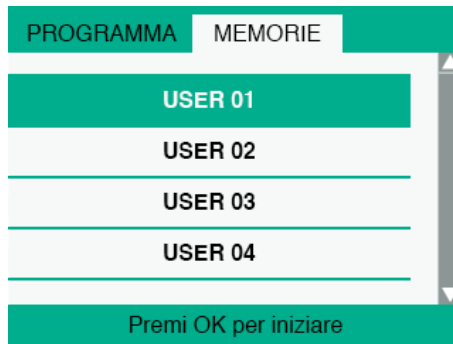 PROGRAMMA MEMORIE
USER 01
USER 02
USER 03
USER 04
Premi OK per iniziare